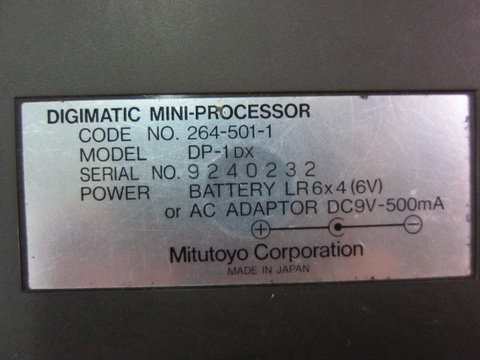 DIGIMATIC MINI-PROCESSOR
CODE NO. 264-501-1
MODEL DP-1DX
SERIAL NO. 9240232
POWER BATTERY LR6x4(6V)
or AC ADAPTOR DC9V-500mA
Mitutoyo Corporation
MADE IN JAPAN